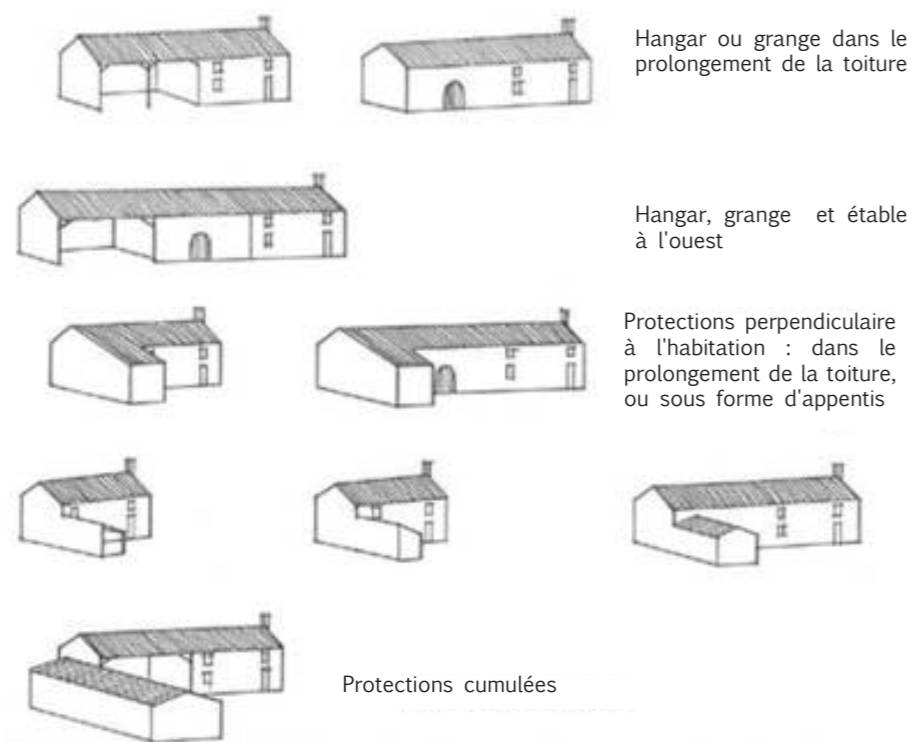 Hangar ou grange dans le
prolongement de la toiture
Hangar, grange et étable
à l'ouest
Protections perpendiculaire
à l'habitation : dans le
prolongement de la toiture,
ou sous forme d'appentis
Protections cumulées